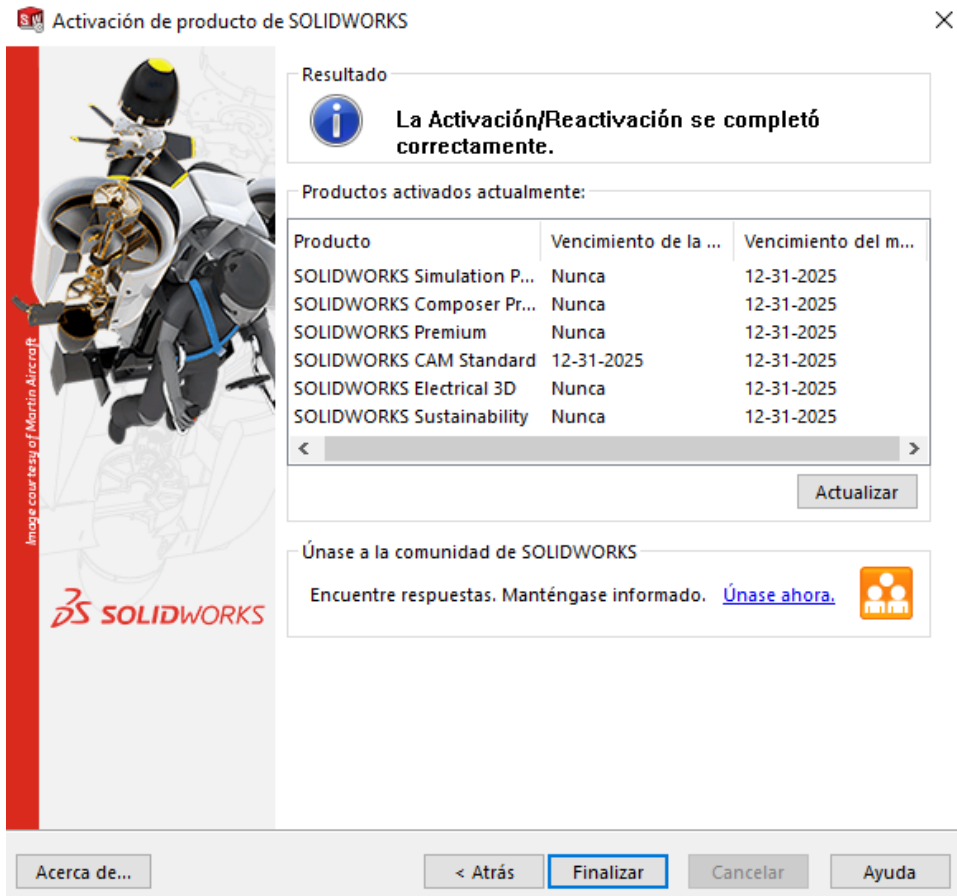 Activación de producto de SOLIDWORKS
Resultado
La Activación/Reactivación se completó
correctamente.
Productos activados actualmente:
Producto Vencimiento de la ... Vencimiento del m...
SOLIDWORKS Simulation P... Nunca 12-31-2025
SOLIDWORKS Composer Pr... Nunca 12-31-2025
SOLIDWORKS Premium Nunca 12-31-2025
SOLIDWORKS CAM Standard 12-31-2025 12-31-2025
SOLIDWORKS Electrical 3D Nunca 12-31-2025
SOLIDWORKS Sustainability Nunca 12-31-2025
Actualizar
Únase a la comunidad de SOLIDWORKS
Encuentre respuestas. Manténgase informado. Únase ahora.
Image courtesy of Martin Aircraft
SOLIDWORKS
Acerca de... < Atrás Finalizar Cancelar Ayuda